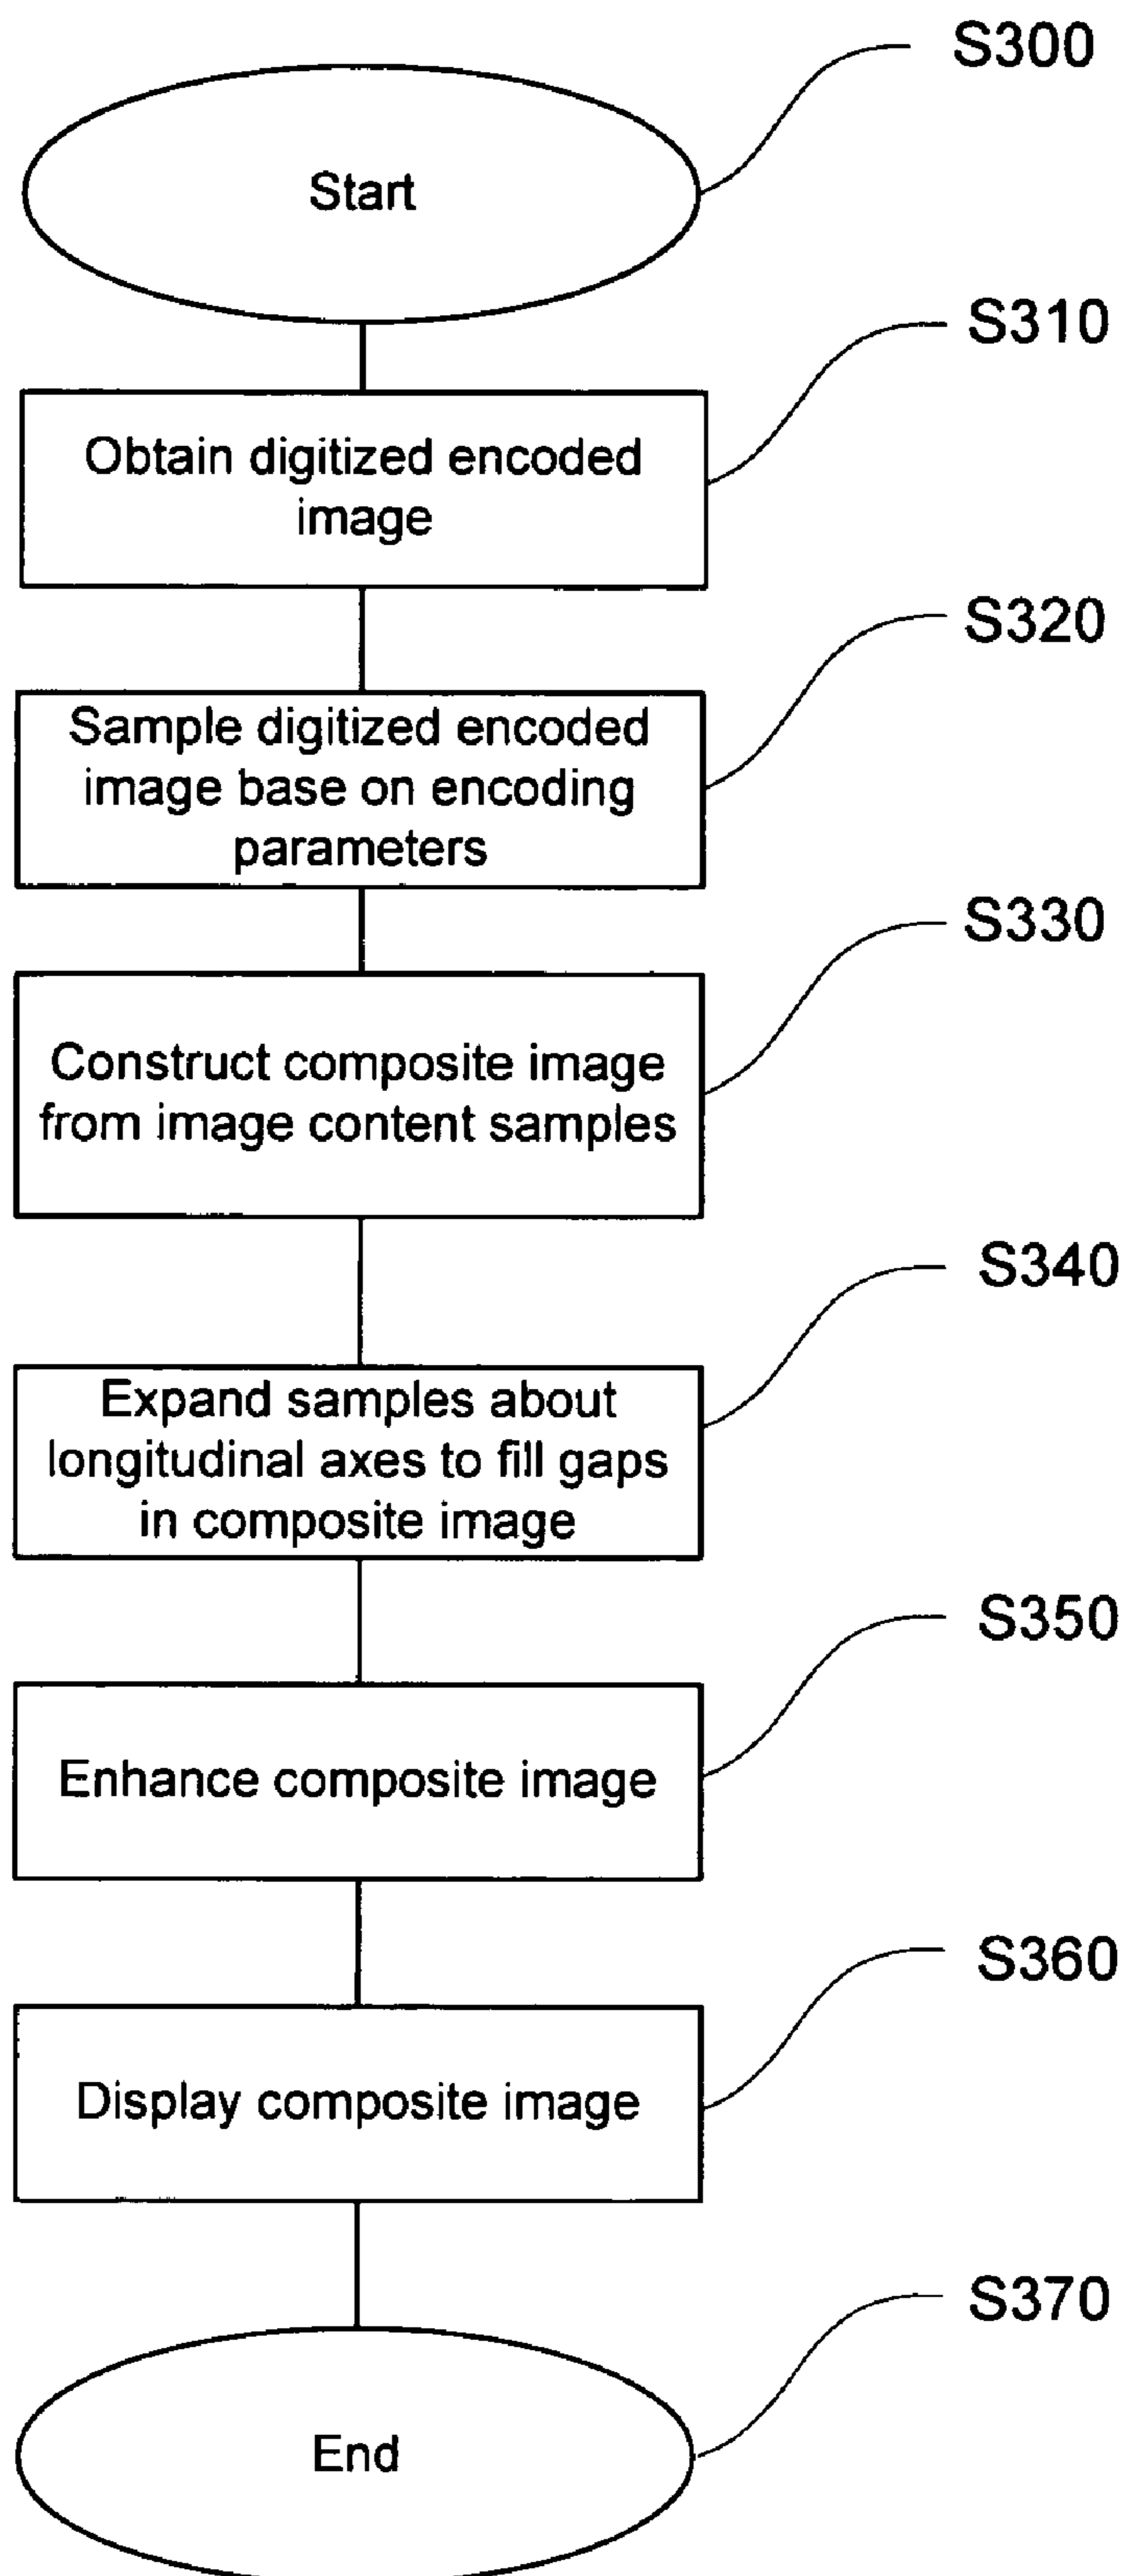 S300
Start
S310
Obtain digitized encoded
image
S320
Sample digitized encoded
image base on encoding
parameters
S330
Construct composite image
from image content samples
S340
Expand samples about
longitudinal axes to fill gaps
in composite image
S350
Enhance composite image
S360
Display composite image
S370
End